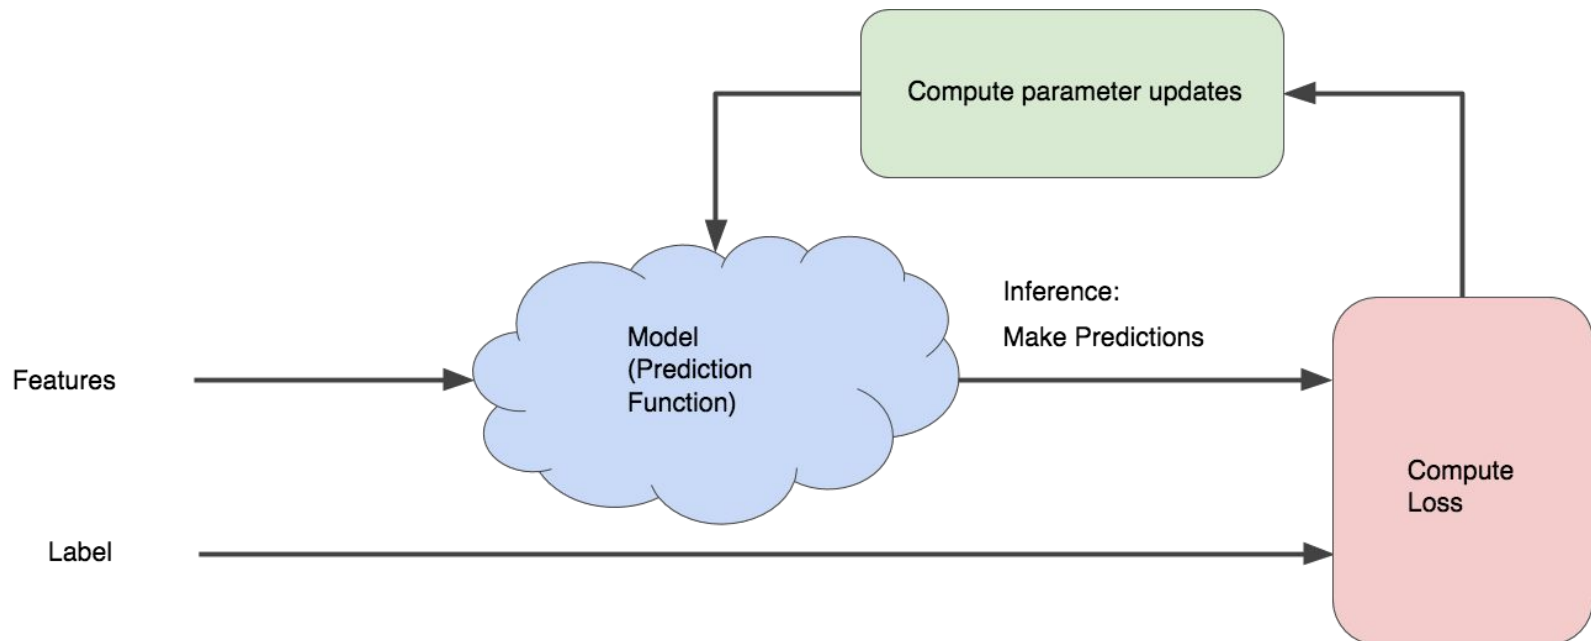 Compute parameter updates
Inference:
Make Predictions
Model
(Prediction
Function)
Features
Compute
Loss
Label